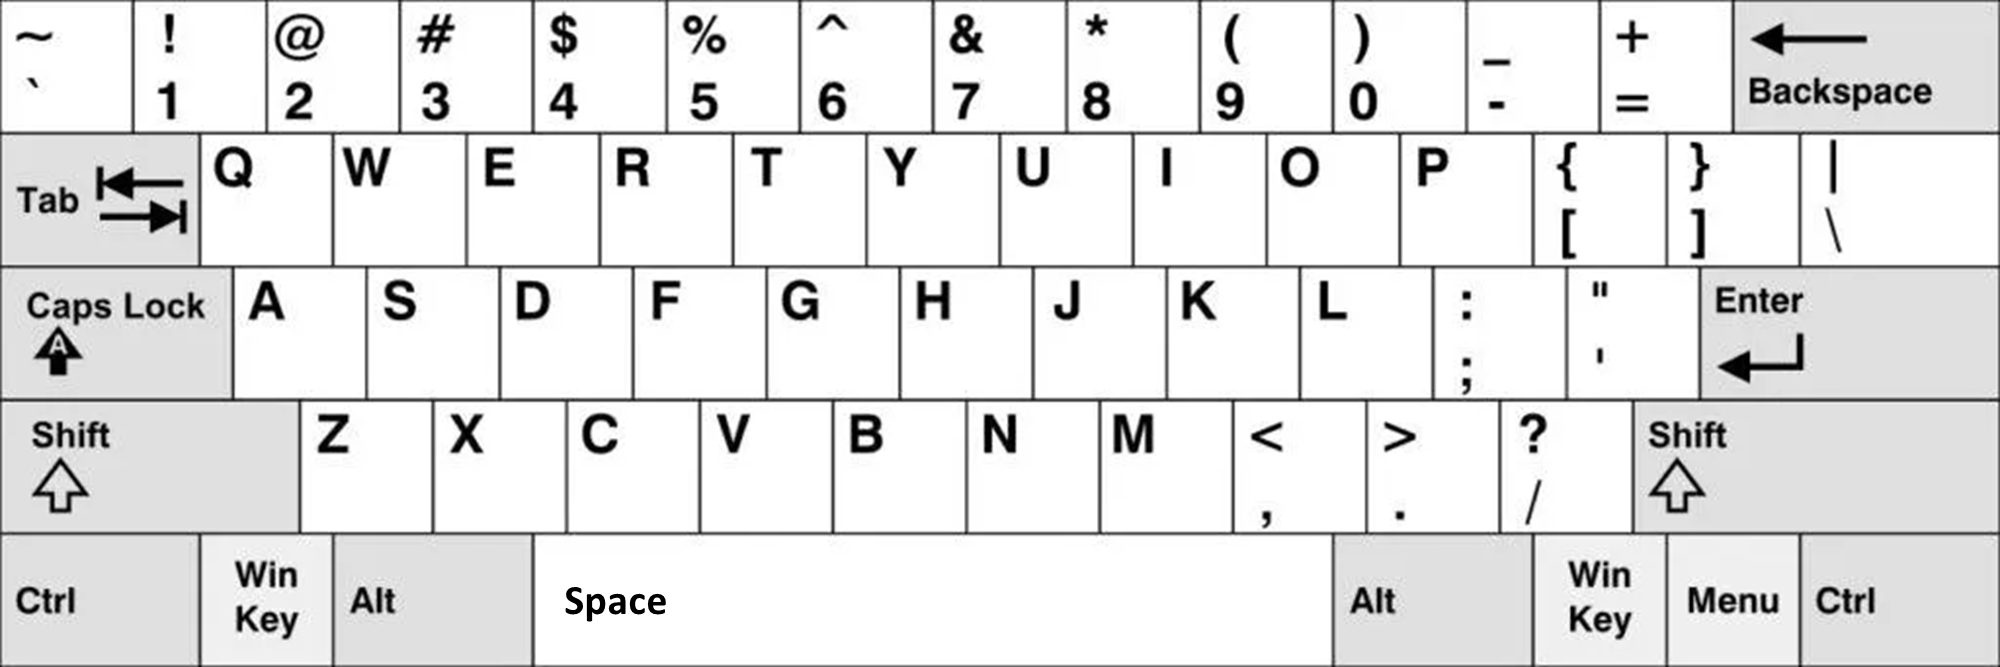 ~ ! @ # $ % ^ & * ( ) _ +
` 1 2 3 4 5 6 7 8 9 0 - = Backspace
Tab Q W E R T Y U I O P { } |
[ ] \
Caps Lock A S D F G H J K L : " Enter
A ; '
Shift Z X C V B N M < > ? Shift
, . /
Ctrl Win Key Alt Space Alt Win Key Menu Ctrl